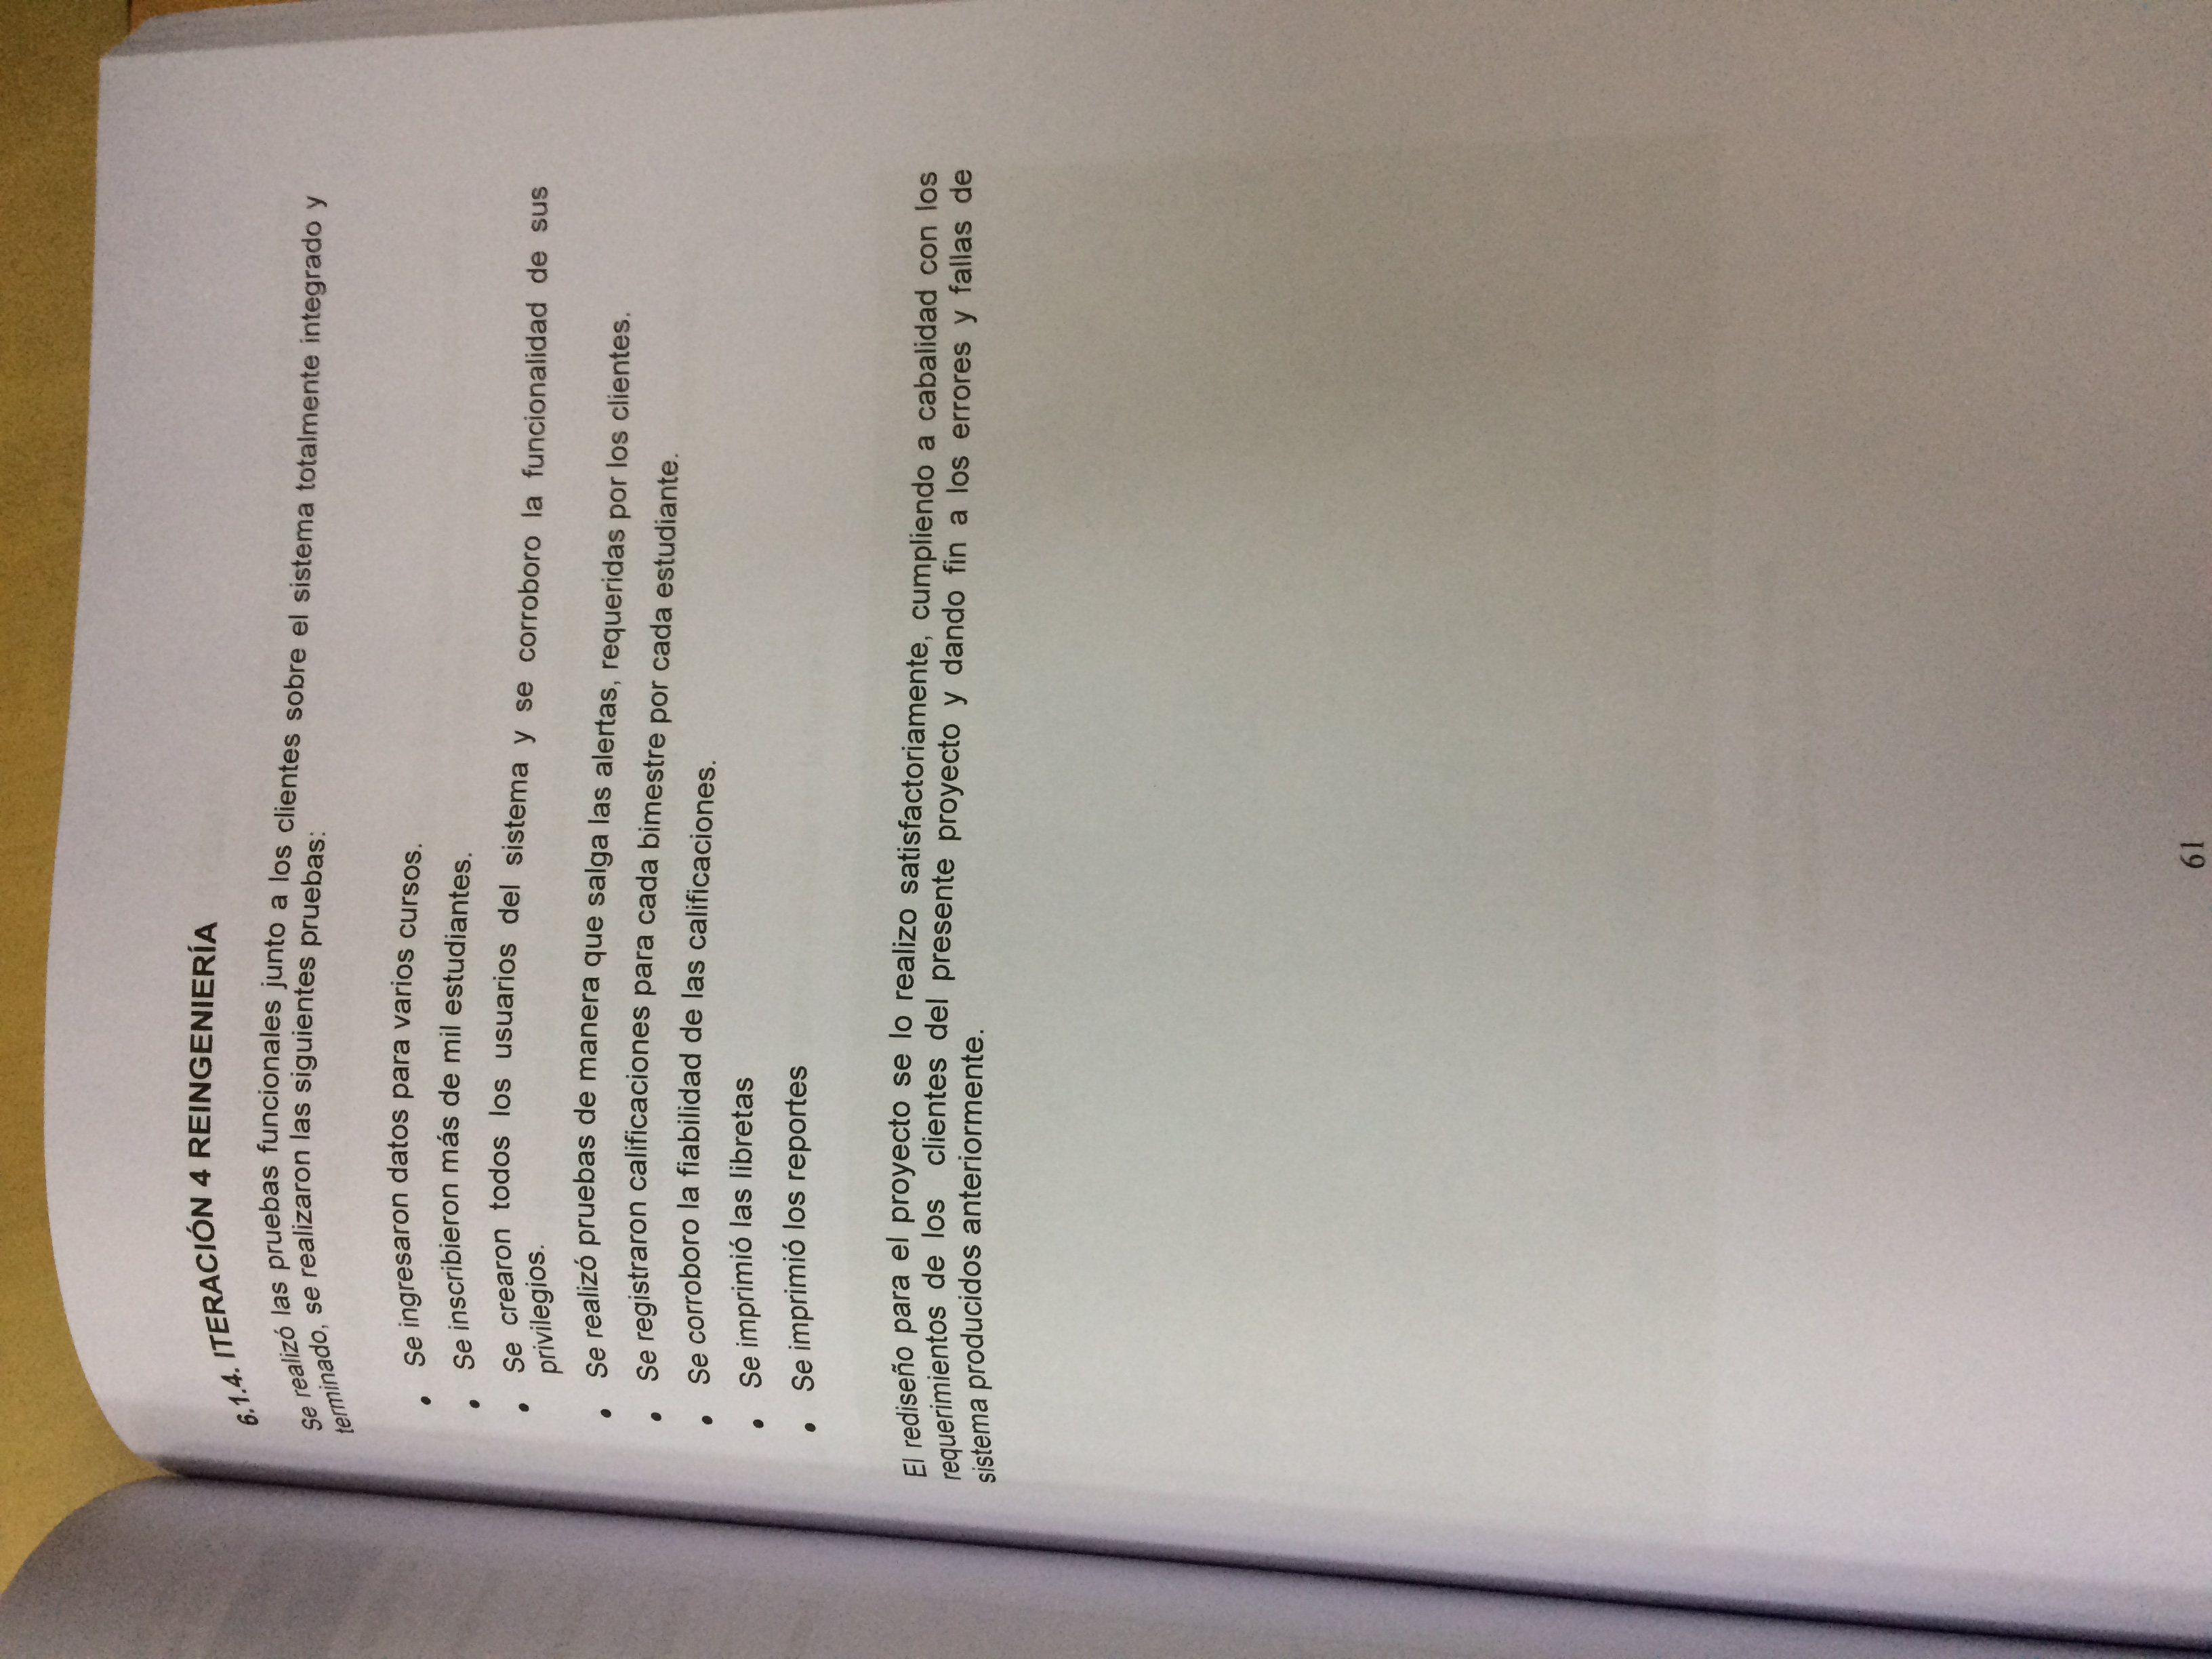 6.1.4. ITERACIÓN 4 REINGENIERÍA
Se realizó las pruebas funcionales junto a los clientes sobre el sistema totalmente integrado y
terminado, se realizaron las siguientes pruebas:
• Se ingresaron datos para varios cursos.
• Se inscribieron más de mil estudiantes.
• Se crearon todos los usuarios del sistema y se corroboro la funcionalidad de sus
privilegios.
• Se realizó pruebas de manera que salga las alertas, requeridas por los clientes.
• Se registraron calificaciones para cada bimestre por cada estudiante.
• Se corroboro la fiabilidad de las calificaciones.
• Se imprimió las libretas
• Se imprimió los reportes
El rediseño para el proyecto se lo realizo satisfactoriamente, cumpliendo a cabalidad con los
requerimientos de los clientes del presente proyecto y dando fin a los errores y fallas de
sistema producidos anteriormente.
61